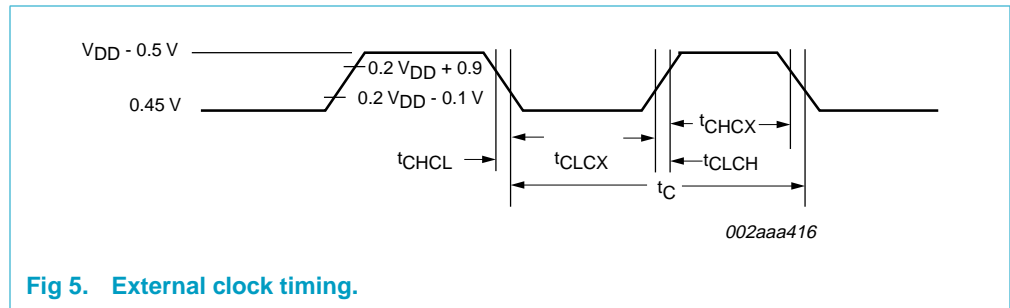 VDD - 0.5 V
0.2 VDD + 0.9
0.2 VDD - 0.1 V
0.45 V
tCHCX
tCHCL
tCLCX
tCLCH
tC
002aaa416
Fig 5. External clock timing.